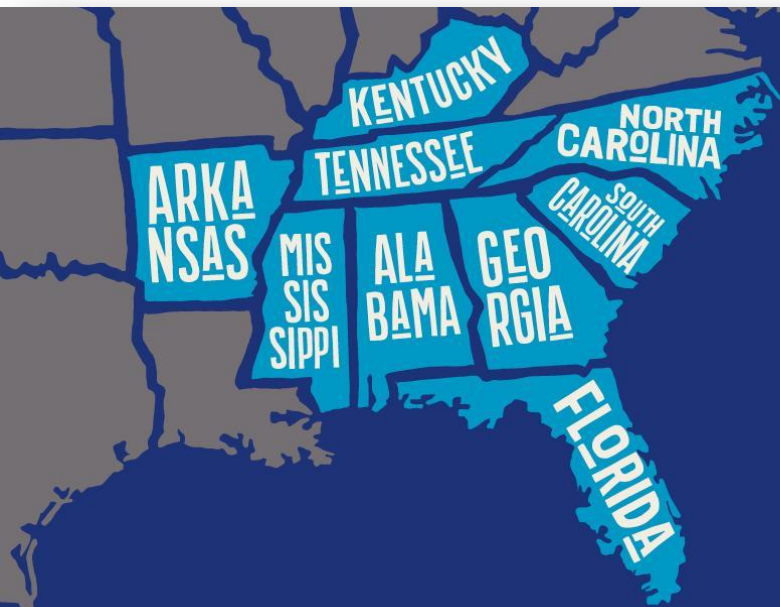 KENTUCKY
NORTH
CAROLINA
TENNESSEE
ARKA
NSAS
SOUTH
CAROLINA
MIS
SIS
SIPPI
ALA
BAMA
GEO
RGIA
FLORIDA